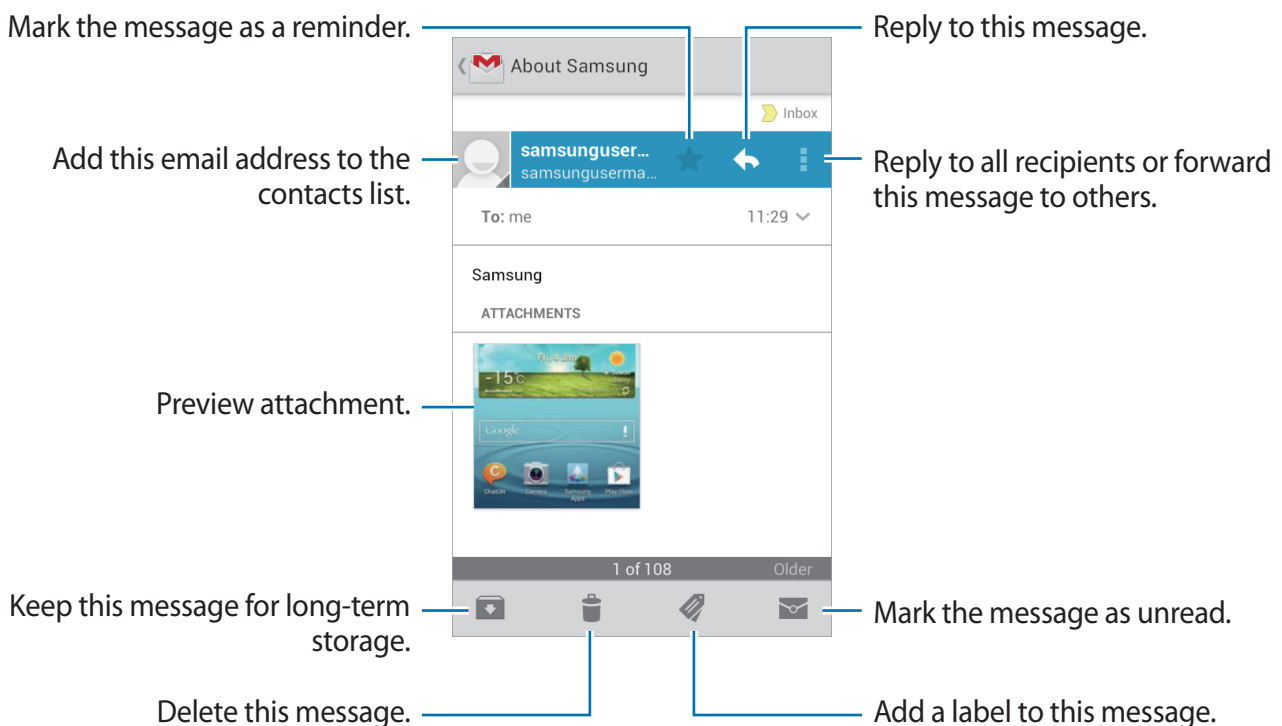 Mark the message as a reminder.
Reply to this message.
About Samsung
Inbox
Add this email address to the
contacts list.
samsunguser...
samsunguserma...
Reply to all recipients or forward
this message to others.
To: me
11:29
Samsung
ATTACHMENTS
Preview attachment.
Fri, 4 Jan
-15°c
Google
ChatON
Camera
Samsung
Apps
Play Store
1 of 108
Older
Keep this message for long-term
storage.
Mark the message as unread.
Delete this message.
Add a label to this message.